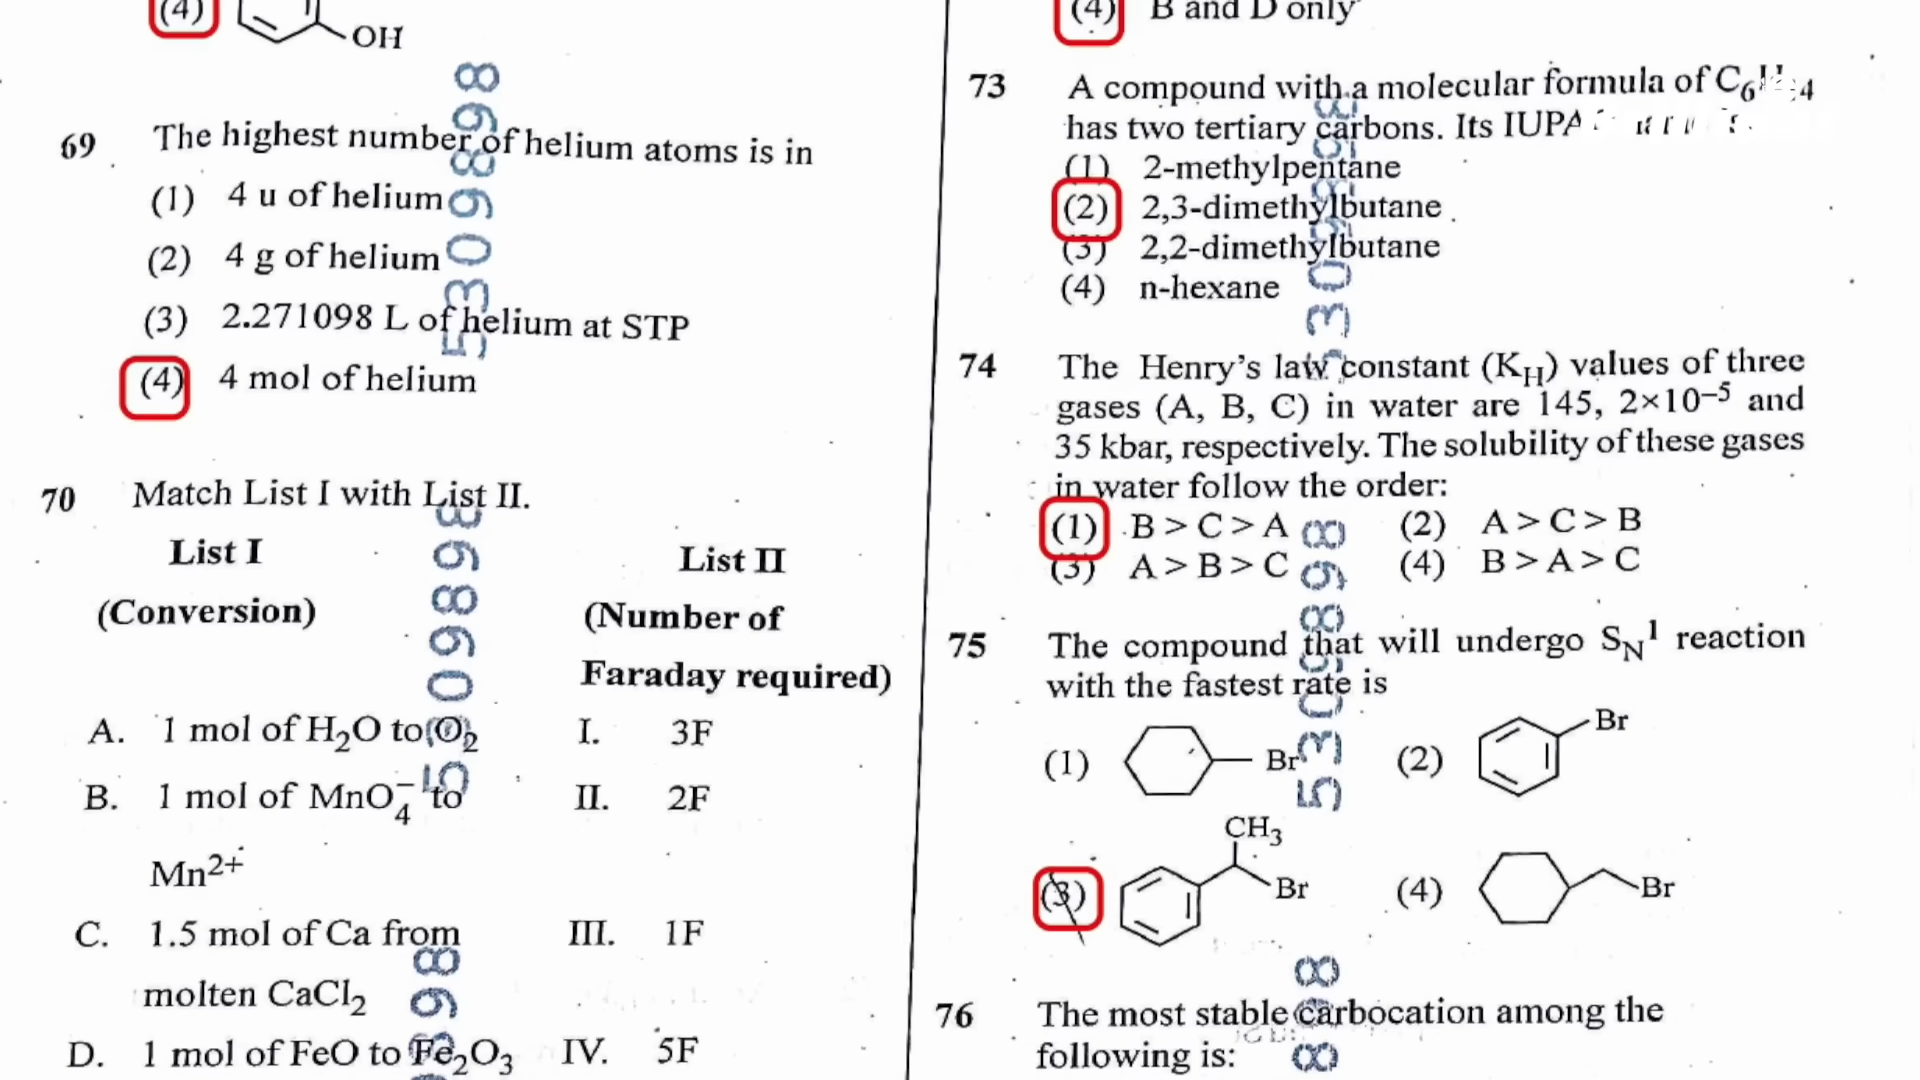 (4)
OH
69 The highest number of helium atoms is in
(1) 4 u of helium
(2) 4 g of helium
(3) 2.271098 L of helium at STP
(4) 4 mol of helium
70 Match List I with List II.
List I List II
(Conversion) (Number of
Faraday required)
A. 1 mol of H₂O to O₂ I. 3F
B. 1 mol of MnO₄⁻ to II. 2F
Mn²⁺
C. 1.5 mol of Ca from III. 1F
molten CaCl₂
D. 1 mol of FeO to Fe₂O₃ IV. 5F
5309898
5309898
898
(4) B and D only
73 A compound with a molecular formula of C₆
has two tertiary carbons. Its
(1) 2-methylpentane
(2) 2,3-dimethylbutane
(3) 2,2-dimethylbutane
(4) n-hexane
74 The Henry's law constant (K_H) values of three
gases (A, B, C) in water are 145, 2×10⁻⁵ and
35 kbar, respectively. The solubility of these gases
in water follow the order:
(1) B > C > A (2) A > C > B
(3) A > B > C (4) B > A > C
75 The compound that will undergo S_N¹ reaction
with the fastest rate is
(1) Br (2) Br
CH₃
(3) Br (4) Br
76 The most stable carbocation among the
following is:
5309898